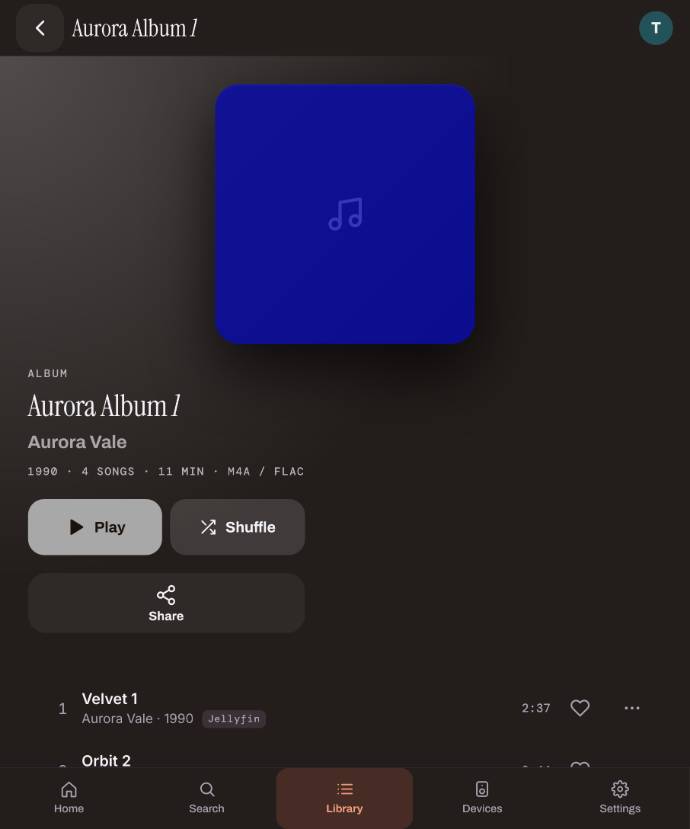 Aurora Album 1
T
ALBUM
Aurora Album 1
Aurora Vale
1990 · 4 SONGS · 11 MIN · M4A / FLAC
Play
Shuffle
Share
1
Velvet 1
Aurora Vale · 1990 Jellyfin
2:37
Orbit 2
Home
Search
Library
Devices
Settings